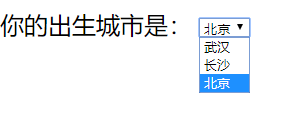 你的出生城市是： 北京
武汉
长沙
北京